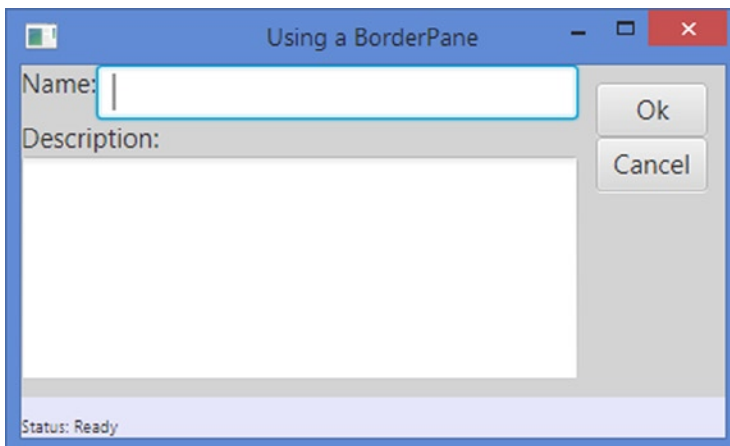 Using a BorderPane
Name:
Ok
Description:
Cancel
Status: Ready